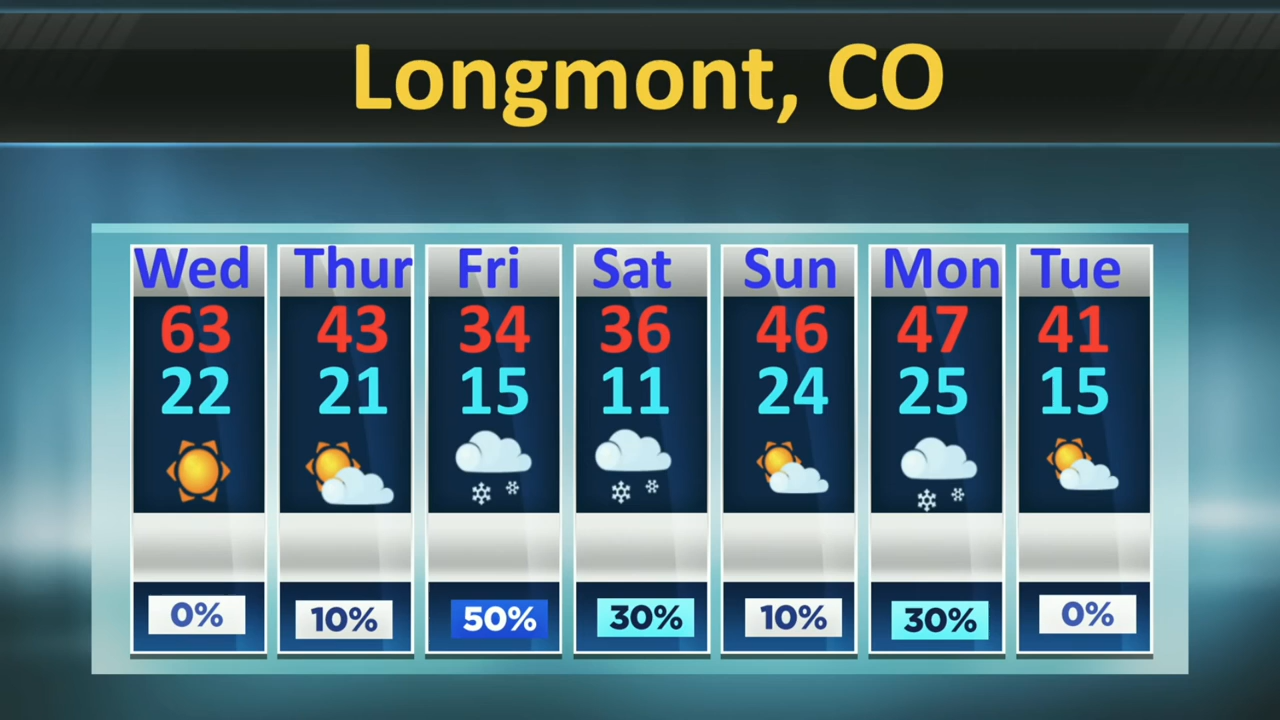 Longmont, CO
Wed Thur Fri Sat Sun Mon Tue
63 43 34 36 46 47 41
22 21 15 11 24 25 15
0% 10% 50% 30% 10% 30% 0%